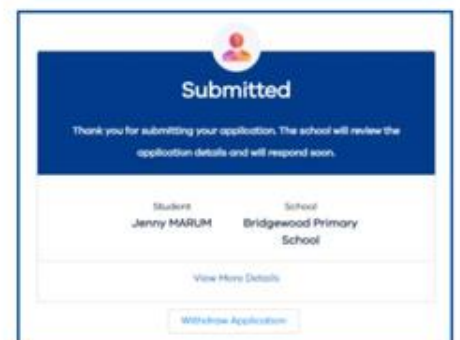 Submitted
Thank you for submitting your application. The school will review the
application details and will respond soon.
Student School
Jenny MARUM Bridgewood Primary
School
View More Details
Withdraw Application